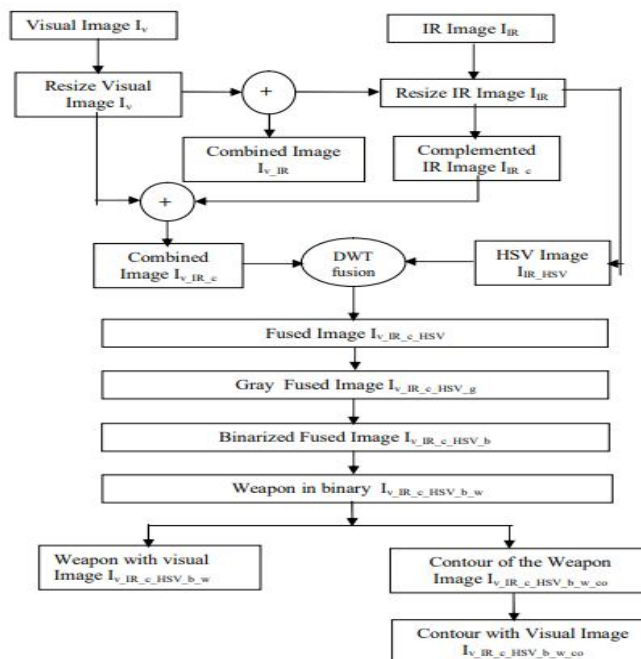 Visual Image Iv
IR Image IIR
Resize Visual
Image Iv
+
Resize IR Image IIR
Combined Image
Iv_IR
Complemented
IR Image IIR_c
+
Combined
Image Iv_IR_c
DWT
fusion
HSV Image
IIR_HSV
Fused Image Iv_IR_c_HSV
Gray Fused Image Iv_IR_c_HSV_g
Binarized Fused Image Iv_IR_c_HSV_b
Weapon in binary Iv_IR_c_HSV_b_w
Weapon with visual
Image Iv_IR_c_HSV_b_w
Contour of the Weapon
Image Iv_IR_c_HSV_b_w_co
Contour with Visual Image
Iv_IR_c_HSV_b_w_co